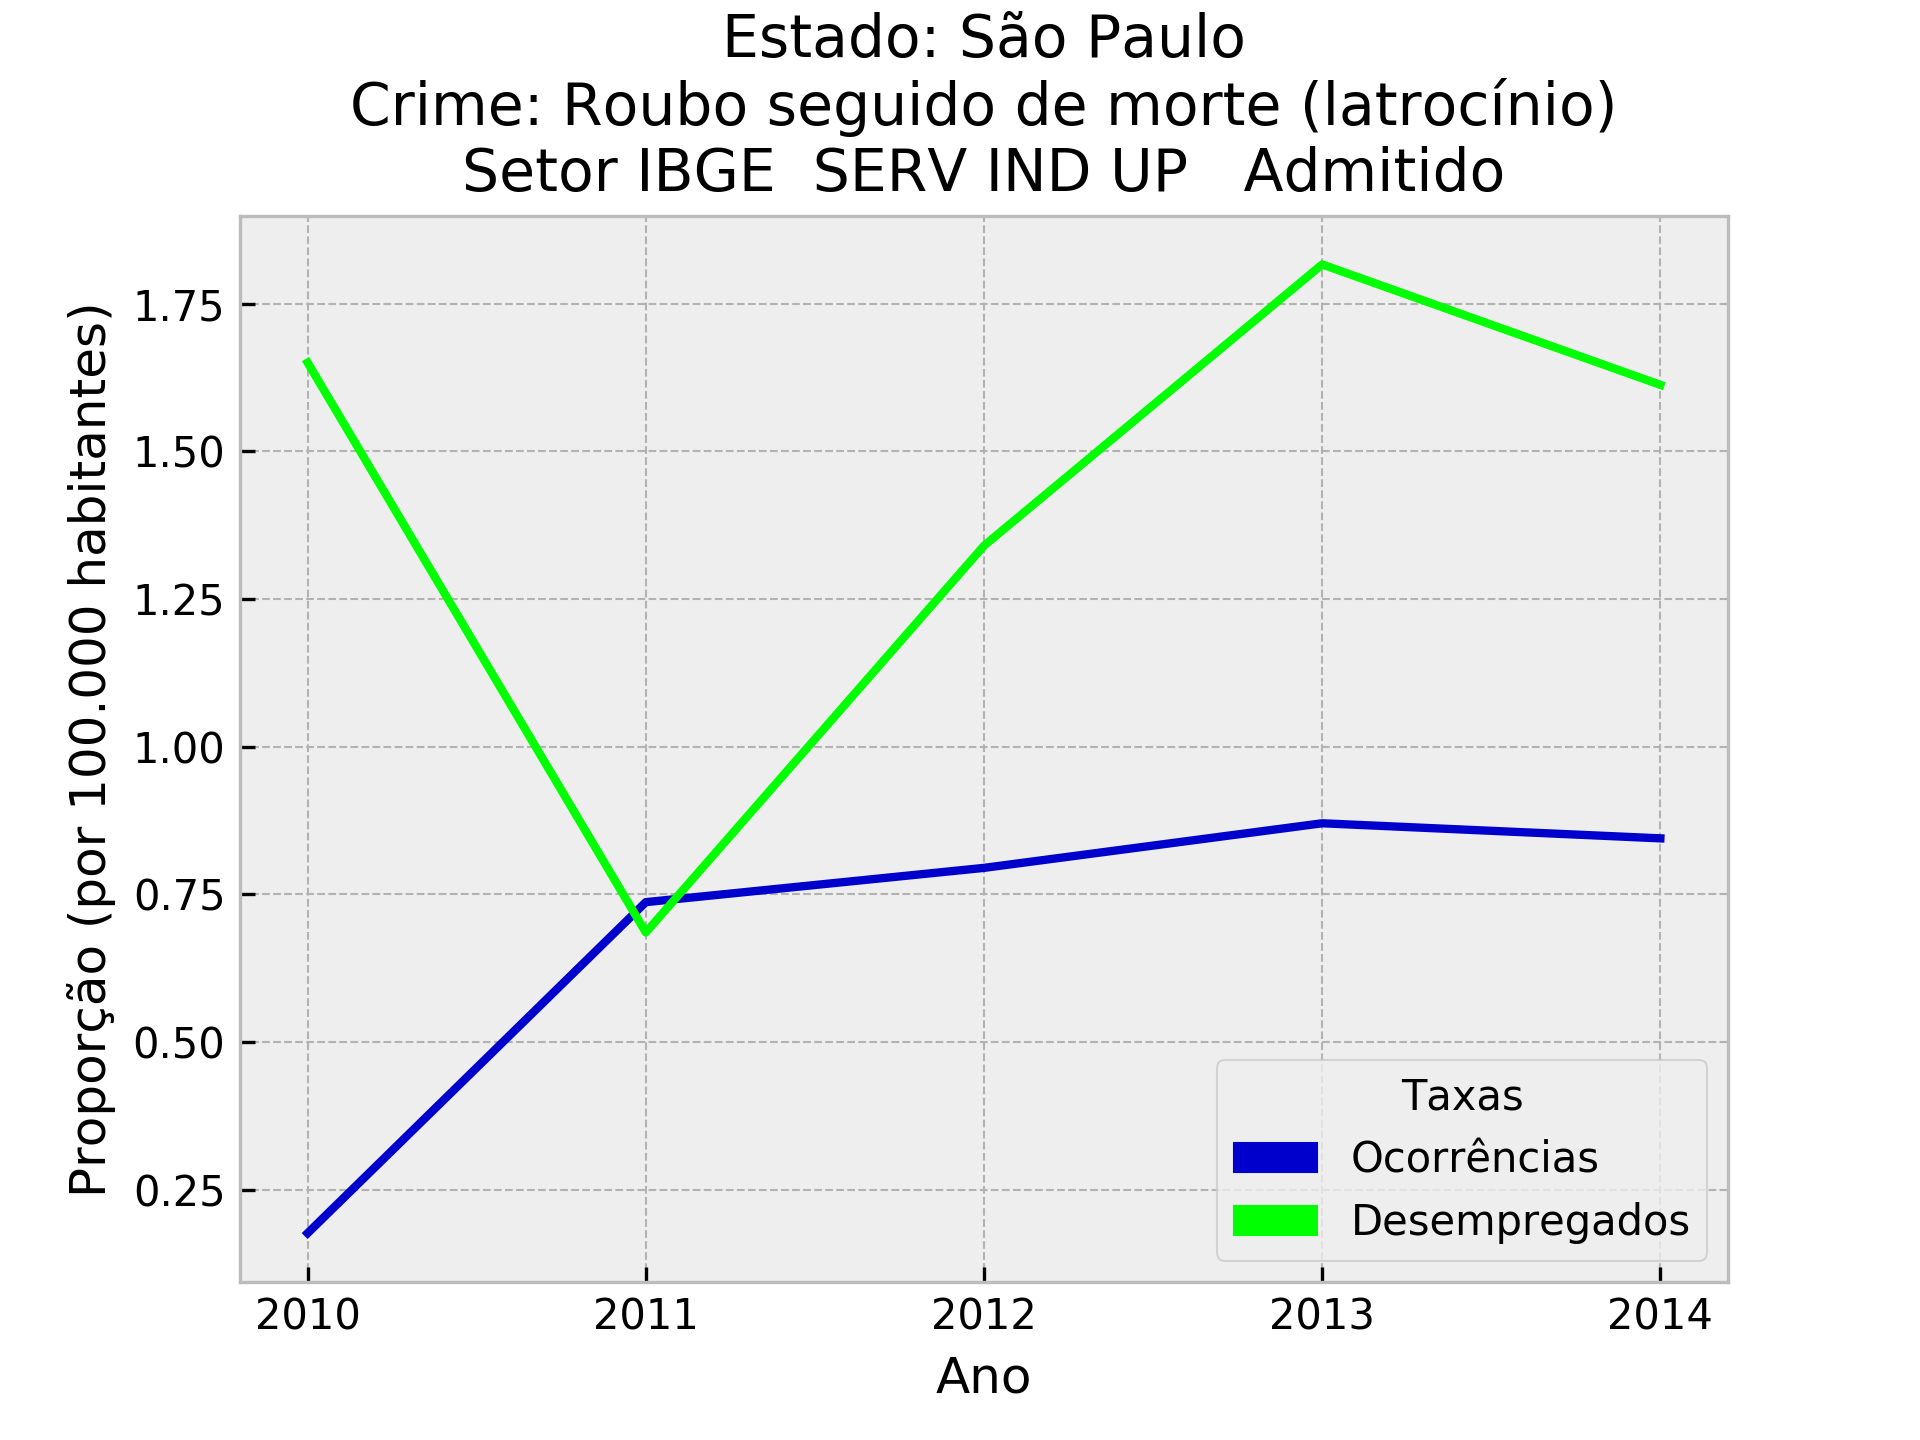 Estado: São Paulo
Crime: Roubo seguido de morte (latrocínio)
Setor IBGE  SERV IND UP   Admitido
Proporção (por 100.000 habitantes)
1.75
1.50
1.25
1.00
0.75
0.50
0.25
Taxas
Ocorrências
Desempregados
2010 2011 2012 2013 2014
Ano